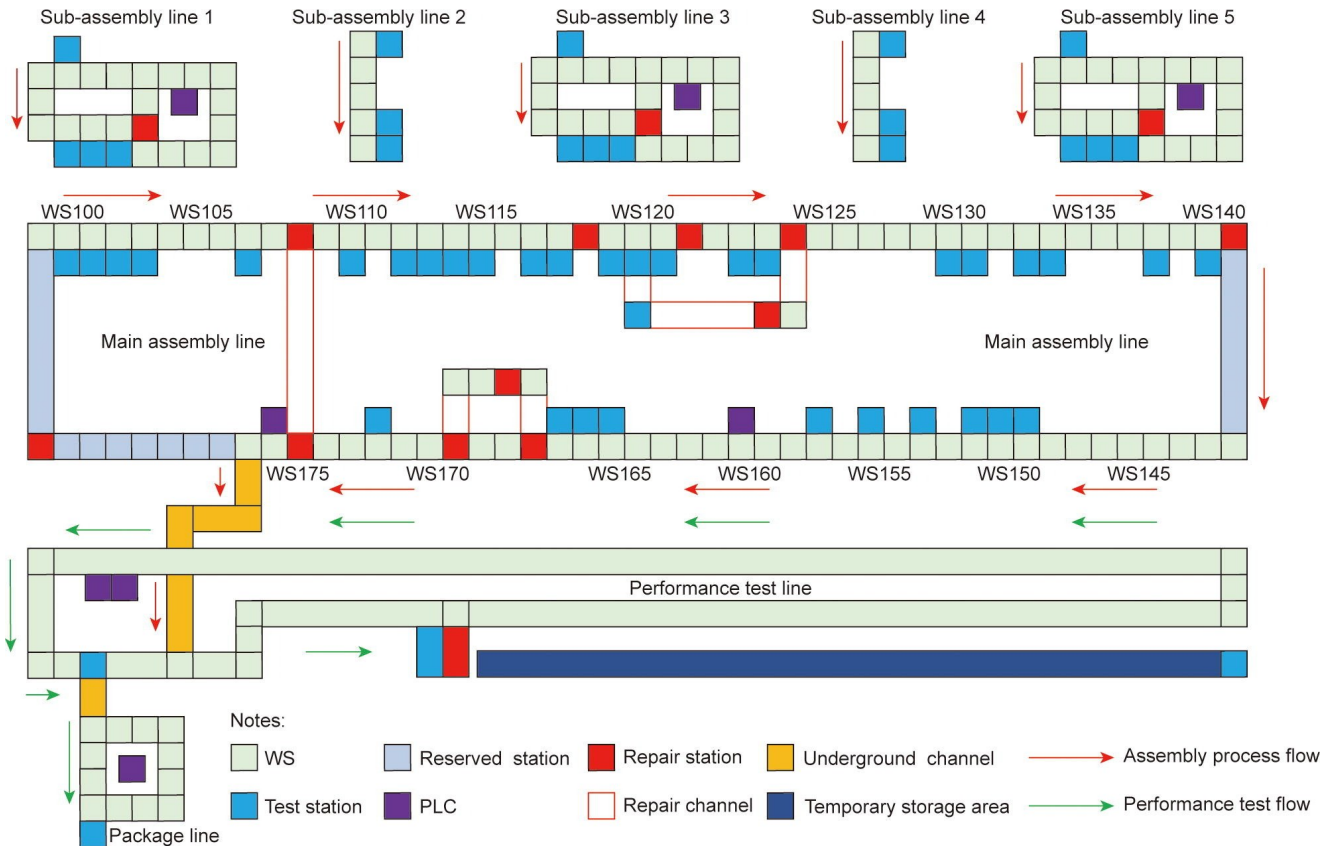 Sub-assembly line 1
Sub-assembly line 2
Sub-assembly line 3
Sub-assembly line 4
Sub-assembly line 5
WS100
WS105
WS110
WS115
WS120
WS125
WS130
WS135
WS140
Main assembly line
Main assembly line
WS175
WS170
WS165
WS160
WS155
WS150
WS145
Performance test line
Notes:
WS
Reserved station
Repair station
Underground channel
Assembly process flow
Test station
PLC
Repair channel
Temporary storage area
Performance test flow
Package line